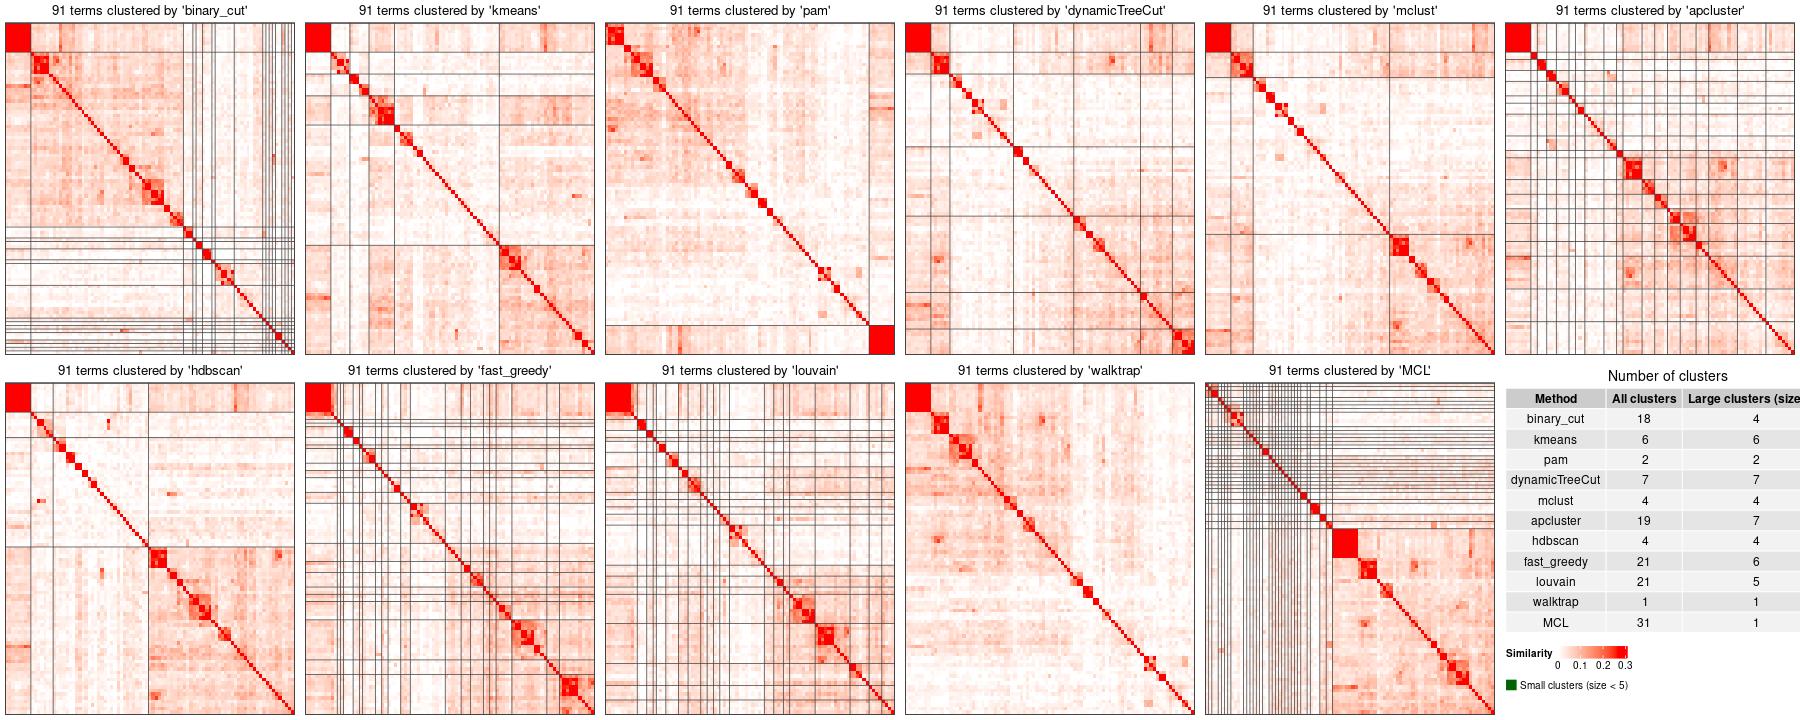 91 terms clustered by 'binary_cut'
91 terms clustered by 'kmeans'
91 terms clustered by 'pam'
91 terms clustered by 'dynamicTreeCut'
91 terms clustered by 'mclust'
91 terms clustered by 'apcluster'
91 terms clustered by 'hdbscan'
91 terms clustered by 'fast_greedy'
91 terms clustered by 'louvain'
91 terms clustered by 'walktrap'
91 terms clustered by 'MCL'
Number of clusters
Method All clusters Large clusters (size
binary_cut 18 4
kmeans 6 6
pam 2 2
dynamicTreeCut 7 7
mclust 4 4
apcluster 19 7
hdbscan 4 4
fast_greedy 21 6
louvain 21 5
walktrap 1 1
MCL 31 1
Similarity
0 0.1 0.2 0.3
Small clusters (size < 5)